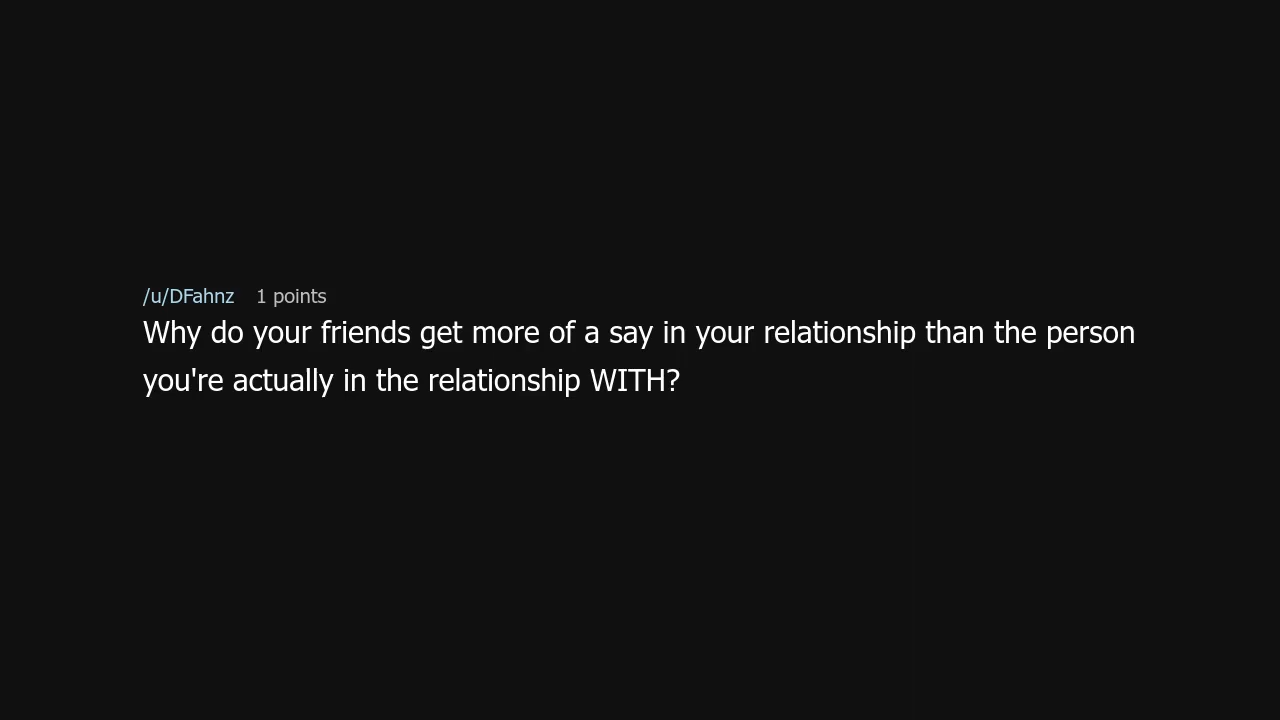 /u/DFahnz 1 points
Why do your friends get more of a say in your relationship than the person
you're actually in the relationship WITH?